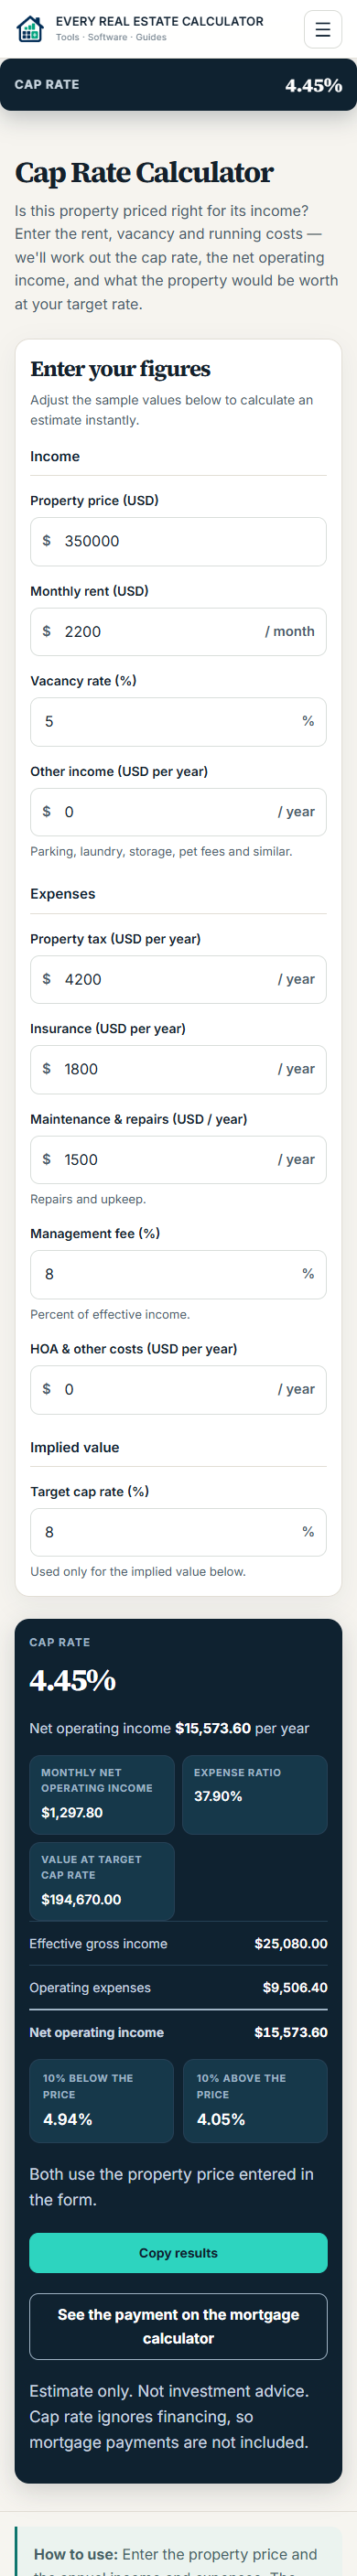 EVERY REAL ESTATE CALCULATOR
Tools · Software · Guides
CAP RATE 4.45%
Cap Rate Calculator
Is this property priced right for its income?
Enter the rent, vacancy and running costs —
we'll work out the cap rate, the net operating
income, and what the property would be worth
at your target rate.
Enter your figures
Adjust the sample values below to calculate an
estimate instantly.
Income
Property price (USD)
$ 350000
Monthly rent (USD)
$ 2200 / month
Vacancy rate (%)
5 %
Other income (USD per year)
$ 0 / year
Parking, laundry, storage, pet fees and similar.
Expenses
Property tax (USD per year)
$ 4200 / year
Insurance (USD per year)
$ 1800 / year
Maintenance & repairs (USD / year)
$ 1500 / year
Repairs and upkeep.
Management fee (%)
8 %
Percent of effective income.
HOA & other costs (USD per year)
$ 0 / year
Implied value
Target cap rate (%)
8 %
Used only for the implied value below.
CAP RATE
4.45%
Net operating income $15,573.60 per year
MONTHLY NET
OPERATING INCOME
$1,297.80
EXPENSE RATIO
37.90%
VALUE AT TARGET
CAP RATE
$194,670.00
Effective gross income $25,080.00
Operating expenses $9,506.40
Net operating income $15,573.60
10% BELOW THE
PRICE
4.94%
10% ABOVE THE
PRICE
4.05%
Both use the property price entered in
the form.
Copy results
See the payment on the mortgage
calculator
Estimate only. Not investment advice.
Cap rate ignores financing, so
mortgage payments are not included.
How to use: Enter the property price and